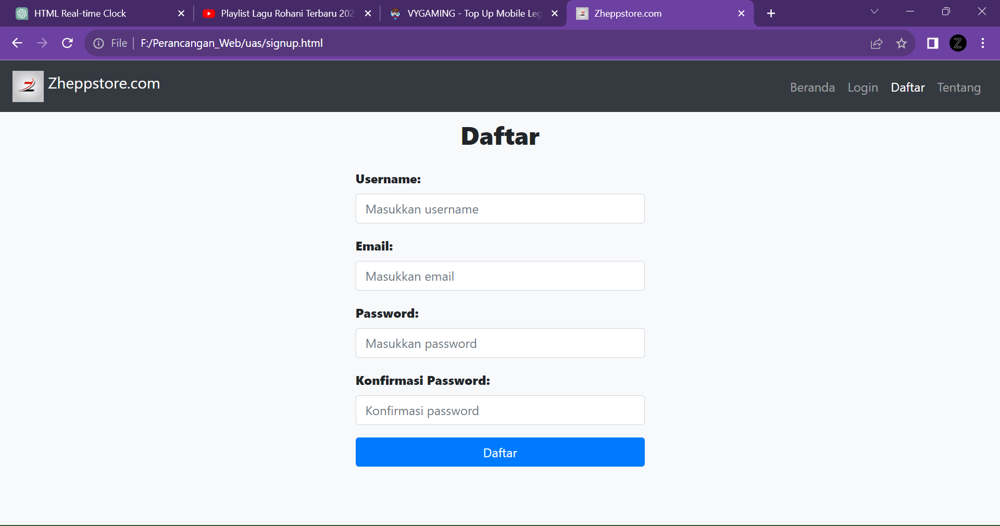 HTML Real-time Clock
Playlist Lagu Rohani Terbaru 202
VYGAMING - Top Up Mobile Leg
Zheppstore.com
File
F:/Perancangan_Web/uas/signup.html
Z
Z
Zheppstore.com
Beranda Login Daftar Tentang
Daftar
Username:
Masukkan username
Email:
Masukkan email
Password:
Masukkan password
Konfirmasi Password:
Konfirmasi password
Daftar